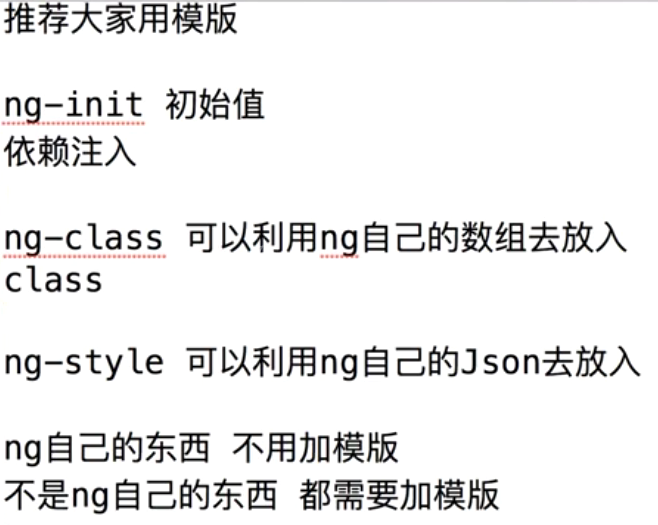 推荐大家用模版
ng-init 初始值
依赖注入
ng-class 可以利用ng自己的数组去放入
class
ng-style 可以利用ng自己的Json去放入
ng自己的东西 不用加模版
不是ng自己的东西 都需要加模版